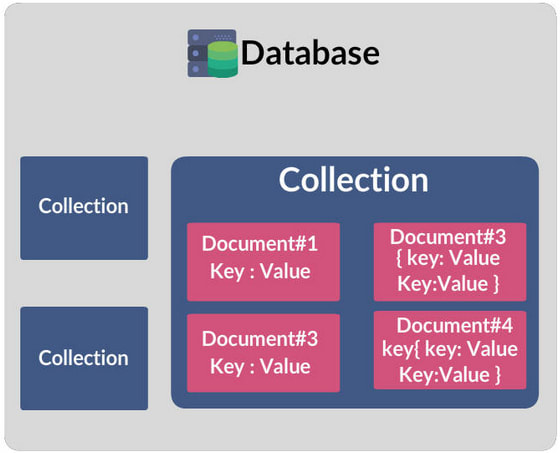 Database
Collection
Collection
Collection
Document#1
Key : Value
Document#3
{ key: Value
Key:Value }
Document#3
Key : Value
Document#4
key{ key: Value
Key:Value }